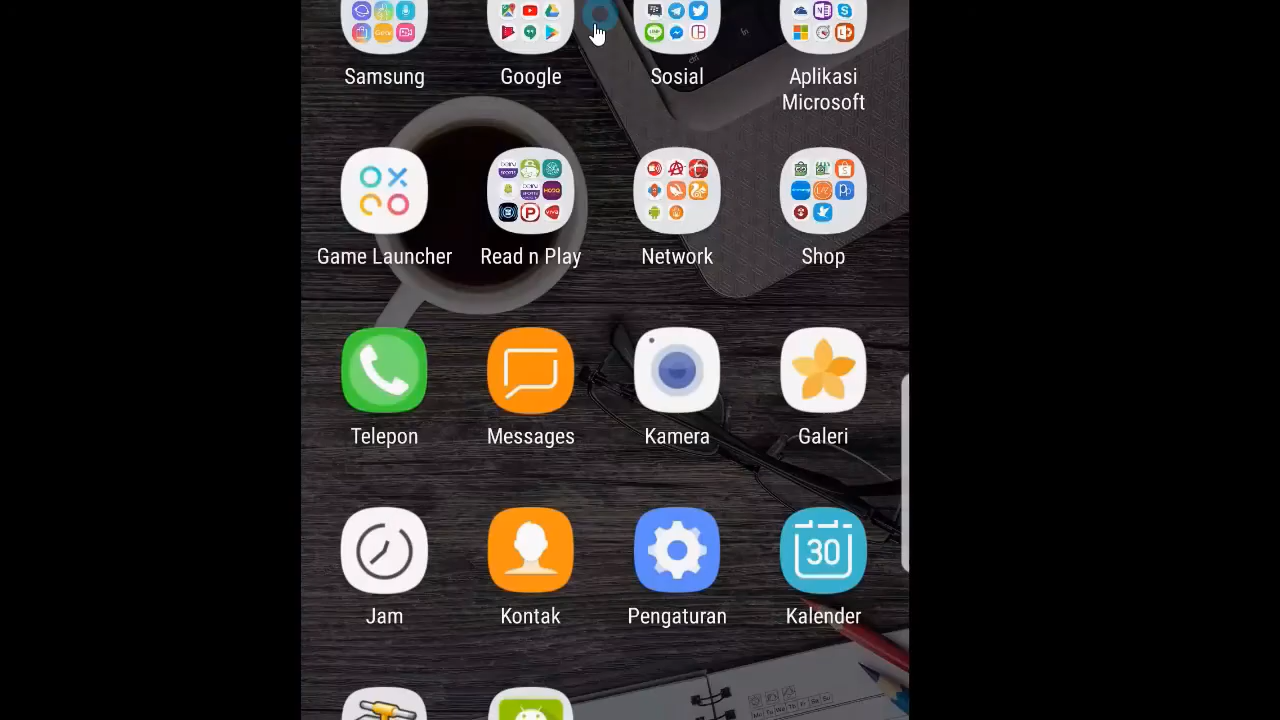 Samsung
Google
Sosial
Aplikasi
Microsoft
Game Launcher
Read n Play
Network
Shop
Telepon
Messages
Kamera
Galeri
30
Jam
Kontak
Pengaturan
Kalender